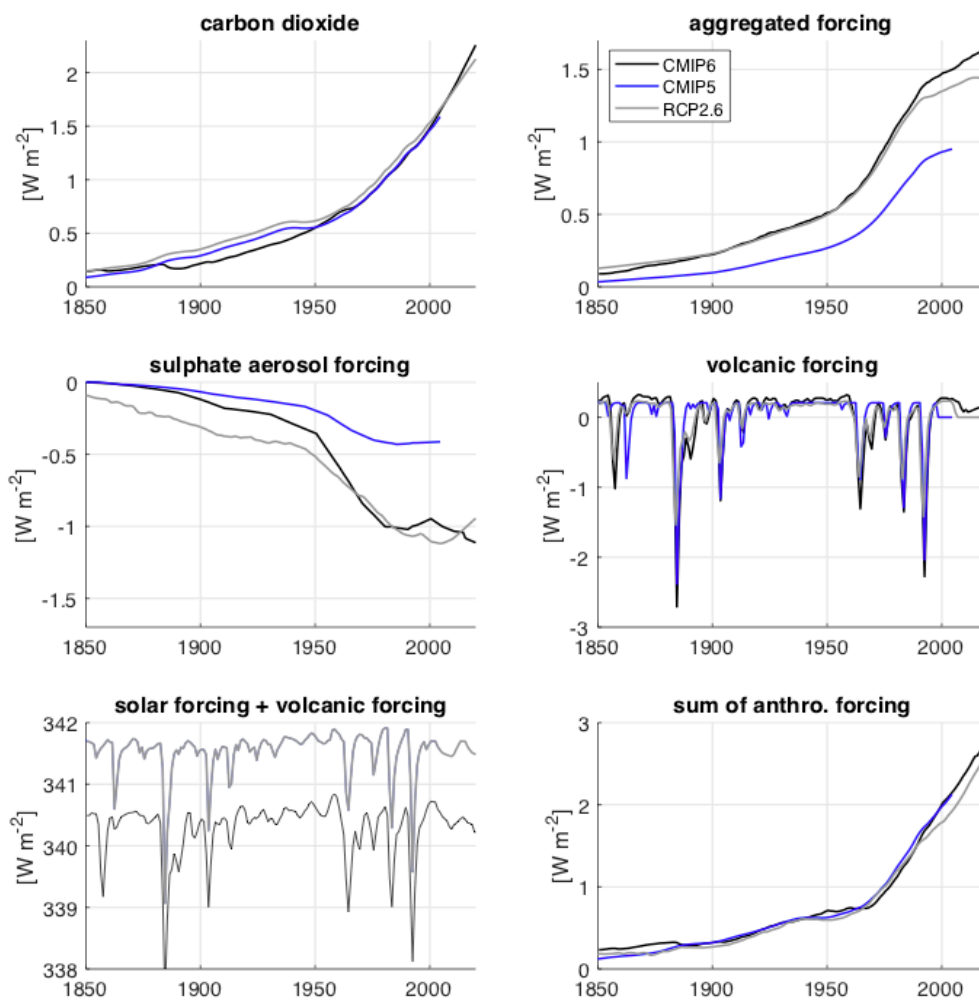 carbon dioxide
[W m-2]
2
1.5
1
0.5
0
1850 1900 1950 2000
aggregated forcing
CMIP6
CMIP5
RCP2.6
[W m-2]
1.5
1
0.5
0
1850 1900 1950 2000
sulphate aerosol forcing
[W m-2]
0
-0.5
-1
-1.5
1850 1900 1950 2000
volcanic forcing
[W m-2]
0
-1
-2
-3
1850 1900 1950 2000
solar forcing + volcanic forcing
[W m-2]
342
341
340
339
338
1850 1900 1950 2000
sum of anthro. forcing
[W m-2]
3
2
1
0
1850 1900 1950 2000